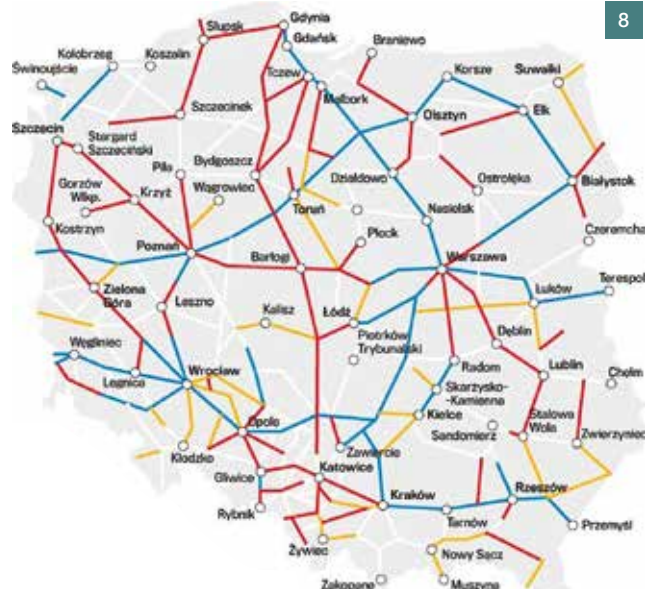 8
Gdynia
Słupsk
Gdańsk
Kołobrzeg
Koszalin
Braniewo
Świnoujście
Tczew
Malbork
Korsze
Suwałki
Szczecinek
Olsztyn
Ełk
Szczecin
Stargard
Szczeciński
Piła
Bydgoszcz
Działdowo
Ostrołęka
Białystok
Gorzów
Wlkp.
Krzyż
Wągrowiec
Toruń
Nasielsk
Kostrzyn
Płock
Czeremcha
Poznań
Barłogi
Warszawa
Zielona
Góra
Leszno
Kalisz
Łódź
Łuków
Terespol
Węgliniec
Piotrków
Trybunalski
Dęblin
Legnica
Wrocław
Radom
Lublin
Chełm
Skarżysko-
Kamienna
Opole
Kielce
Stalowa
Wola
Sandomierz
Zwierzyniec
Kłodzko
Zawiercie
Gliwice
Katowice
Rybnik
Kraków
Tarnów
Rzeszów
Przemyśl
Żywiec
Nowy Sącz
Zakopane
Muszyna